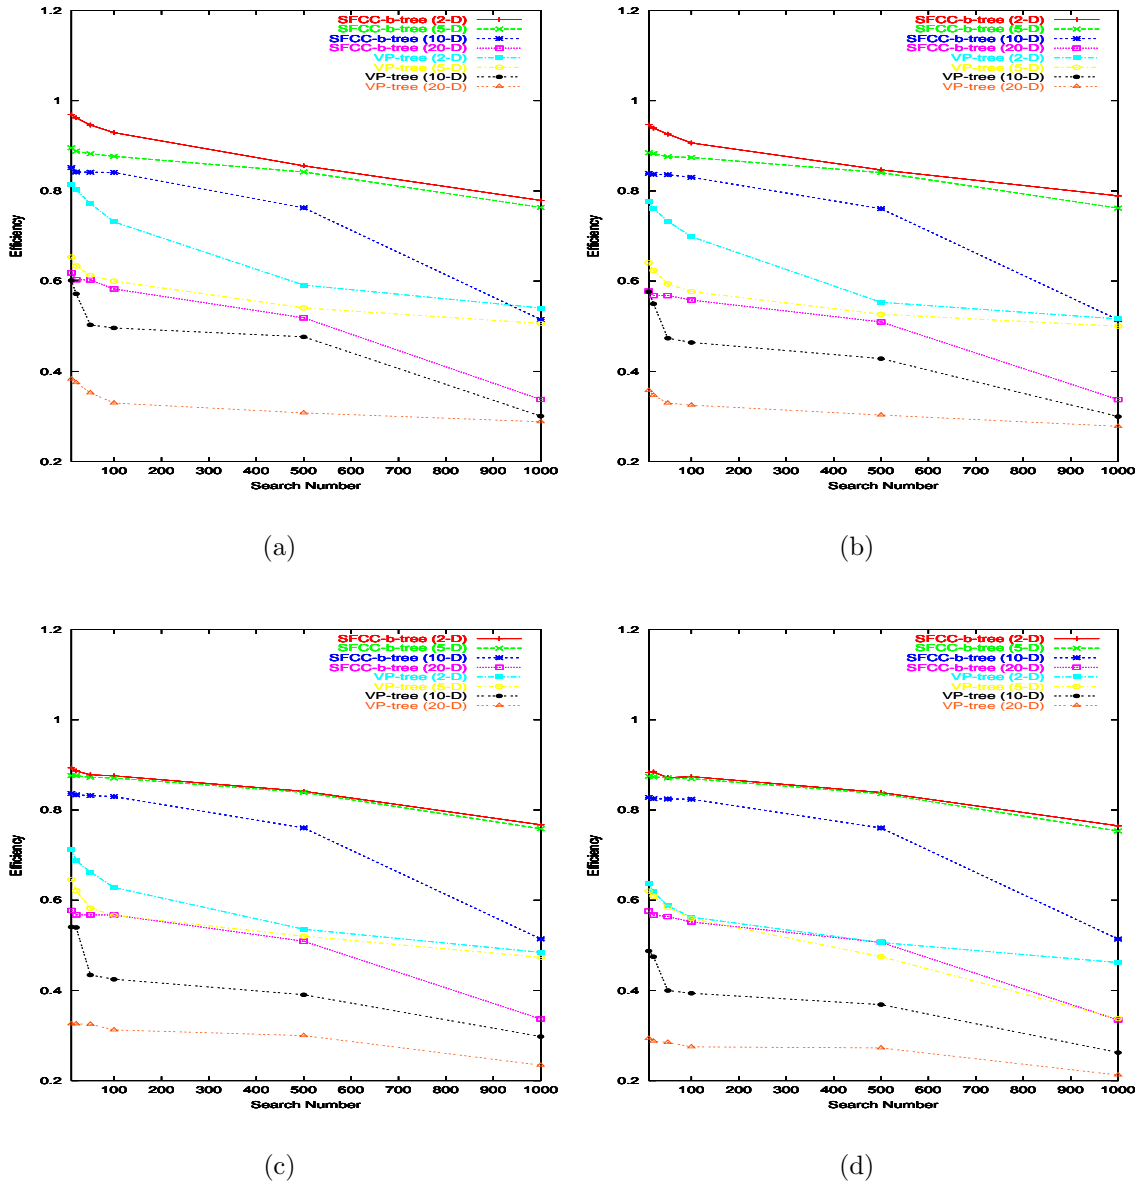 1.2
1
0.8
0.6
0.4
0.2
Efficiency
SFCC-b-tree (2-D)
SFCC-b-tree (5-D)
SFCC-b-tree (10-D)
SFCC-b-tree (20-D)
VP-tree (2-D)
VP-tree (5-D)
VP-tree (10-D)
VP-tree (20-D)
100 200 300 400 500 600 700 800 900 1000
Search Number
(a)
1.2
1
0.8
0.6
0.4
0.2
Efficiency
SFCC-b-tree (2-D)
SFCC-b-tree (5-D)
SFCC-b-tree (10-D)
SFCC-b-tree (20-D)
VP-tree (2-D)
VP-tree (5-D)
VP-tree (10-D)
VP-tree (20-D)
100 200 300 400 500 600 700 800 900 1000
Search Number
(b)
1.2
1
0.8
0.6
0.4
0.2
Efficiency
SFCC-b-tree (2-D)
SFCC-b-tree (5-D)
SFCC-b-tree (10-D)
SFCC-b-tree (20-D)
VP-tree (2-D)
VP-tree (5-D)
VP-tree (10-D)
VP-tree (20-D)
100 200 300 400 500 600 700 800 900 1000
Search Number
(c)
1.2
1
0.8
0.6
0.4
0.2
Efficiency
SFCC-b-tree (2-D)
SFCC-b-tree (5-D)
SFCC-b-tree (10-D)
SFCC-b-tree (20-D)
VP-tree (2-D)
VP-tree (5-D)
VP-tree (10-D)
VP-tree (20-D)
100 200 300 400 500 600 700 800 900 1000
Search Number
(d)